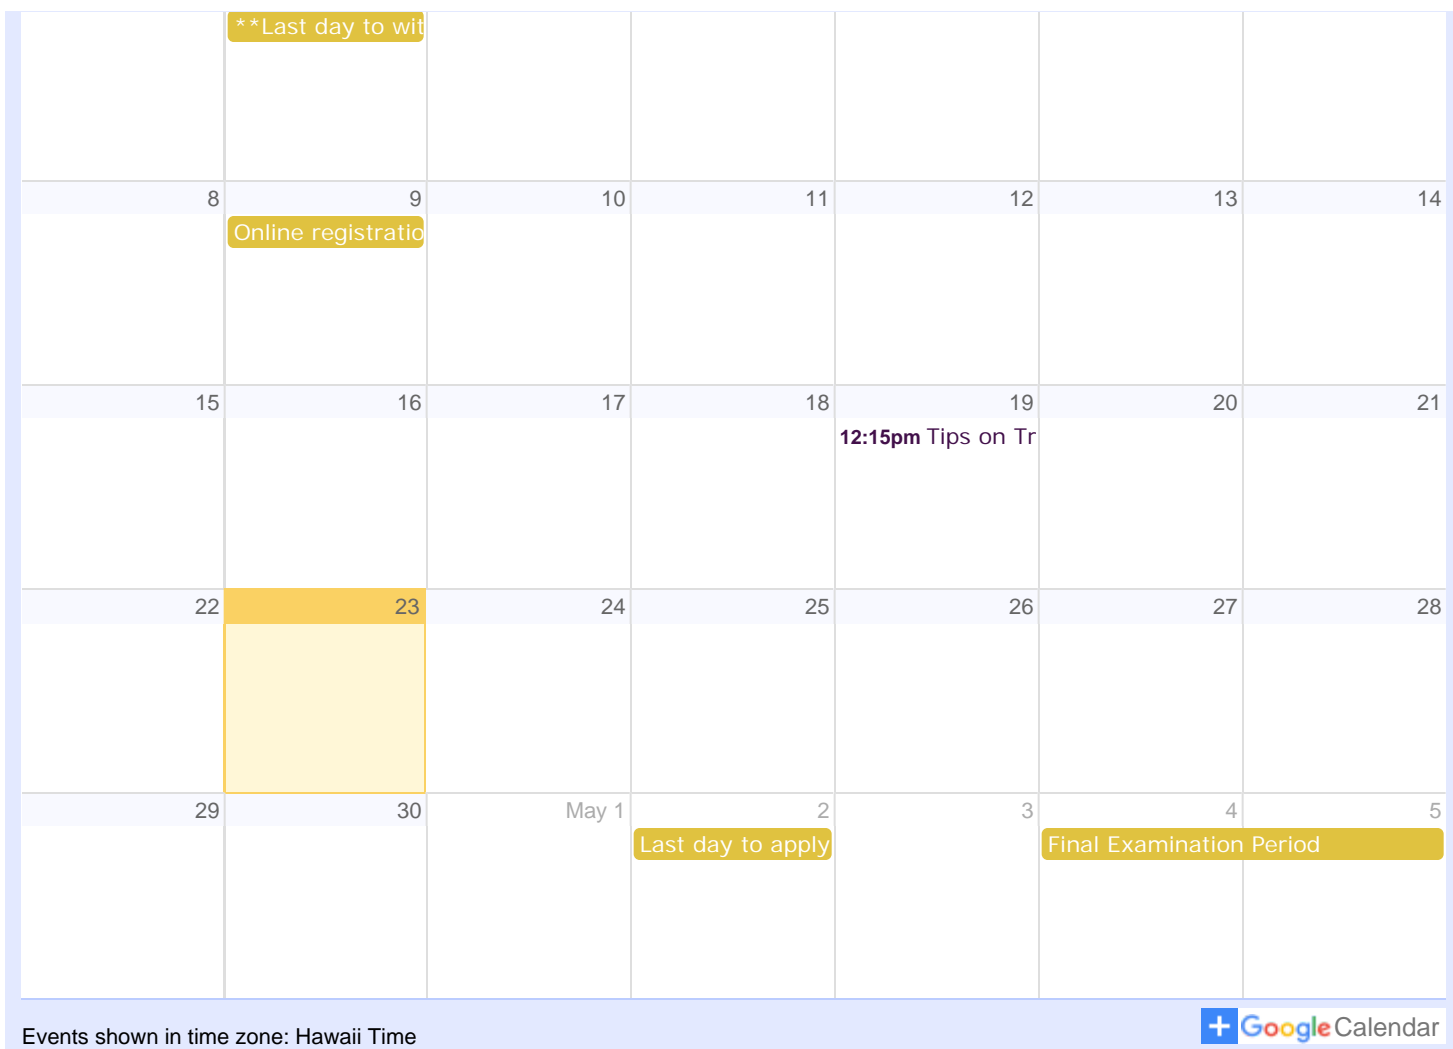 **Last day to wit
8 9 10 11 12 13 14
Online registratio
15 16 17 18 19 20 21
12:15pm Tips on Tr
22 23 24 25 26 27 28
29 30 May 1 2 3 4 5
Last day to apply Final Examination Period
Events shown in time zone: Hawaii Time
+ Google Calendar